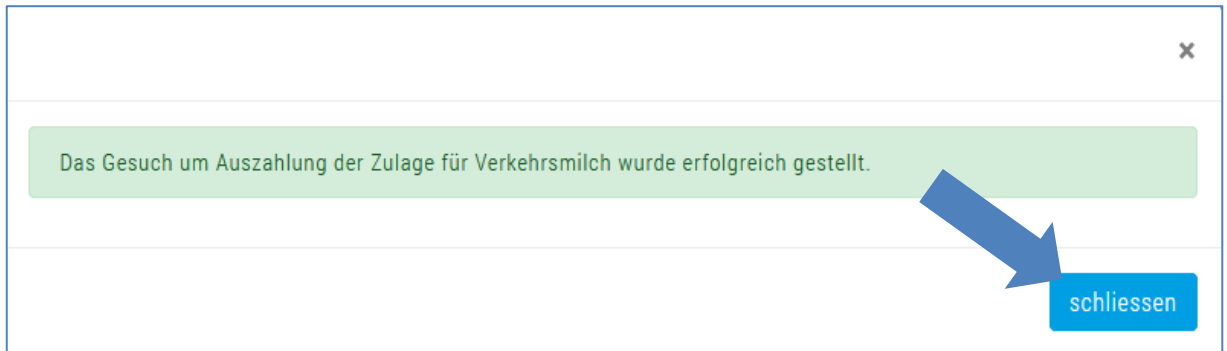 ×
Das Gesuch um Auszahlung der Zulage für Verkehrsmilch wurde erfolgreich gestellt.
schliessen